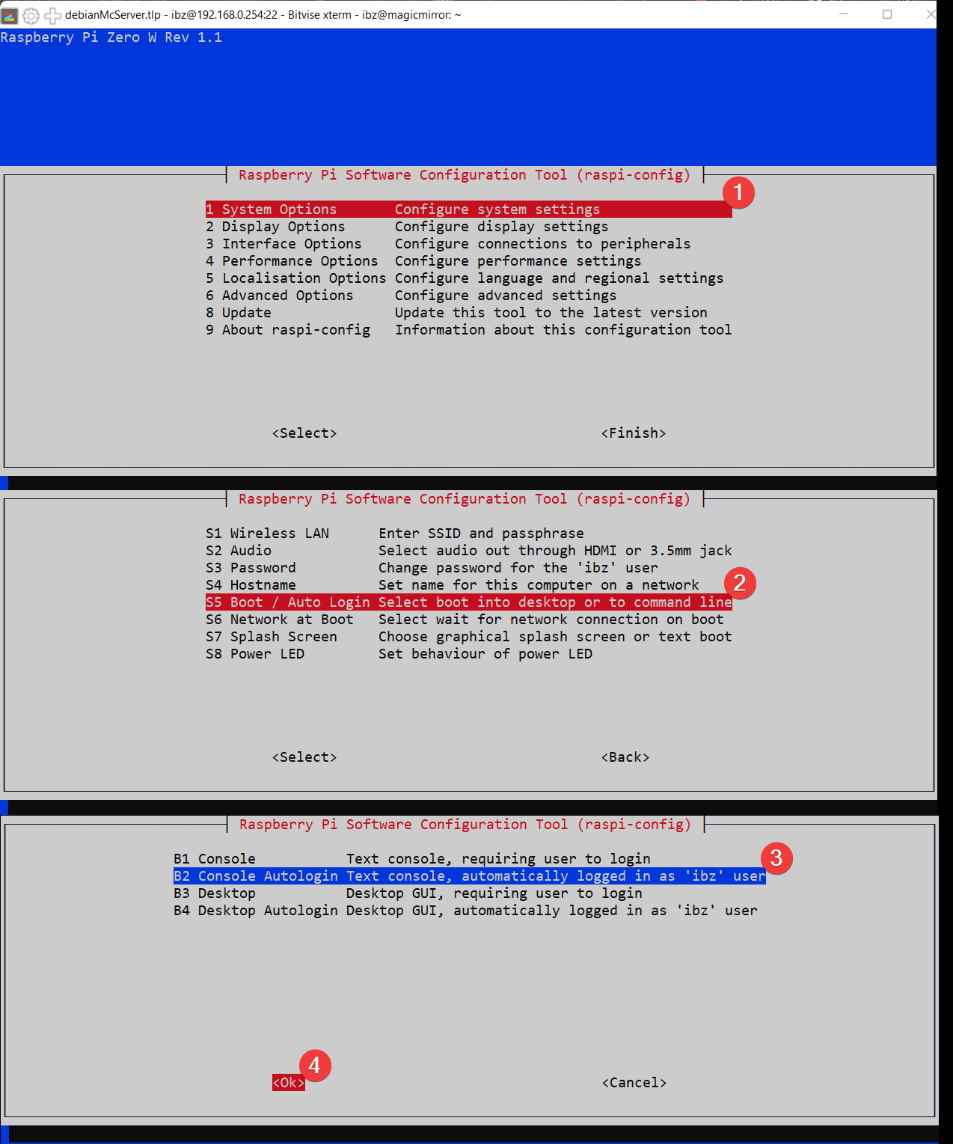 debianMcServer.tlp - ibz@192.168.0.254:22 - Bitvise xterm - ibz@magicmirror: ~
Raspberry Pi Zero W Rev 1.1
Raspberry Pi Software Configuration Tool (raspi-config)
1
1 System Options Configure system settings
2 Display Options Configure display settings
3 Interface Options Configure connections to peripherals
4 Performance Options Configure performance settings
5 Localisation Options Configure language and regional settings
6 Advanced Options Configure advanced settings
8 Update Update this tool to the latest version
9 About raspi-config Information about this configuration tool
<Select> <Finish>
Raspberry Pi Software Configuration Tool (raspi-config)
S1 Wireless LAN Enter SSID and passphrase
S2 Audio Select audio out through HDMI or 3.5mm jack
S3 Password Change password for the 'ibz' user
S4 Hostname Set name for this computer on a network
2
S5 Boot / Auto Login Select boot into desktop or to command line
S6 Network at Boot Select wait for network connection on boot
S7 Splash Screen Choose graphical splash screen or text boot
S8 Power LED Set behaviour of power LED
<Select> <Back>
Raspberry Pi Software Configuration Tool (raspi-config)
B1 Console Text console, requiring user to login
3
B2 Console Autologin Text console, automatically logged in as 'ibz' user
B3 Desktop Desktop GUI, requiring user to login
B4 Desktop Autologin Desktop GUI, automatically logged in as 'ibz' user
4
<Ok> <Cancel>